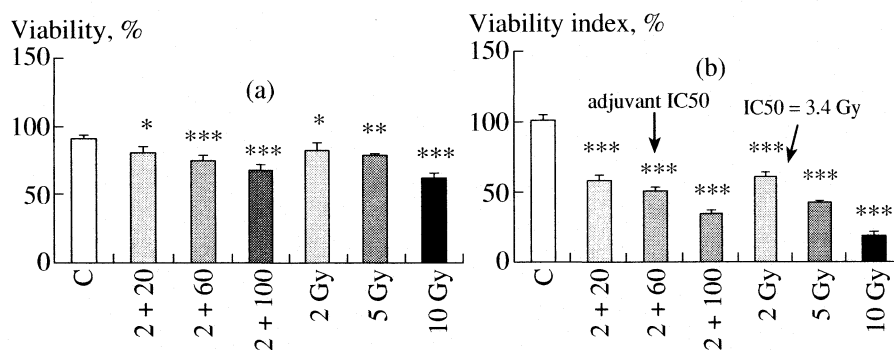 Viability, %
150
(a)
100
50
0
*
***
***
*
**
***
C
2 + 20
2 + 60
2 + 100
2 Gy
5 Gy
10 Gy
Viability index, %
150
(b)
adjuvant IC50
IC50 = 3.4 Gy
100
50
0
***
***
***
***
***
***
C
2 + 20
2 + 60
2 + 100
2 Gy
5 Gy
10 Gy